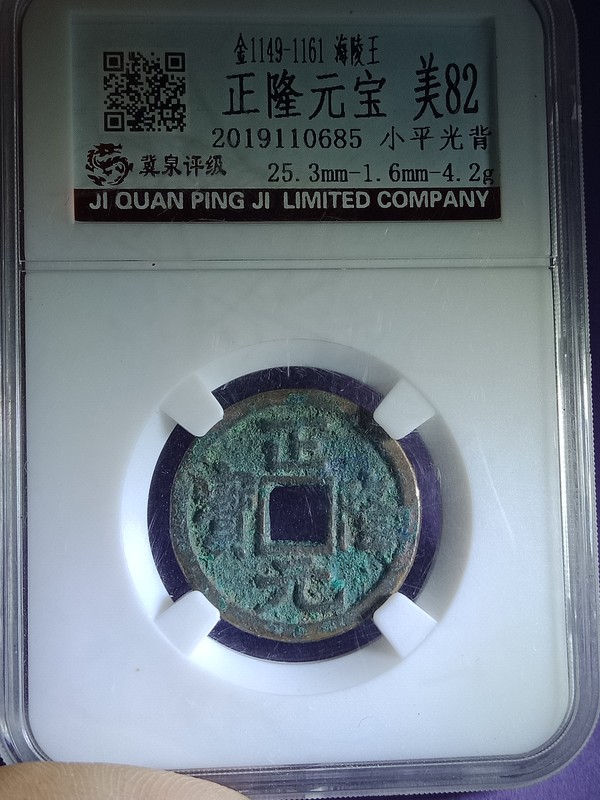 金1149-1161 海陵王
正隆元宝 美82
2019110685 小平光背
冀泉评级 25.3mm-1.6mm-4.2g
JI QUAN PING JI LIMITED COMPANY
正
寶 隆
元